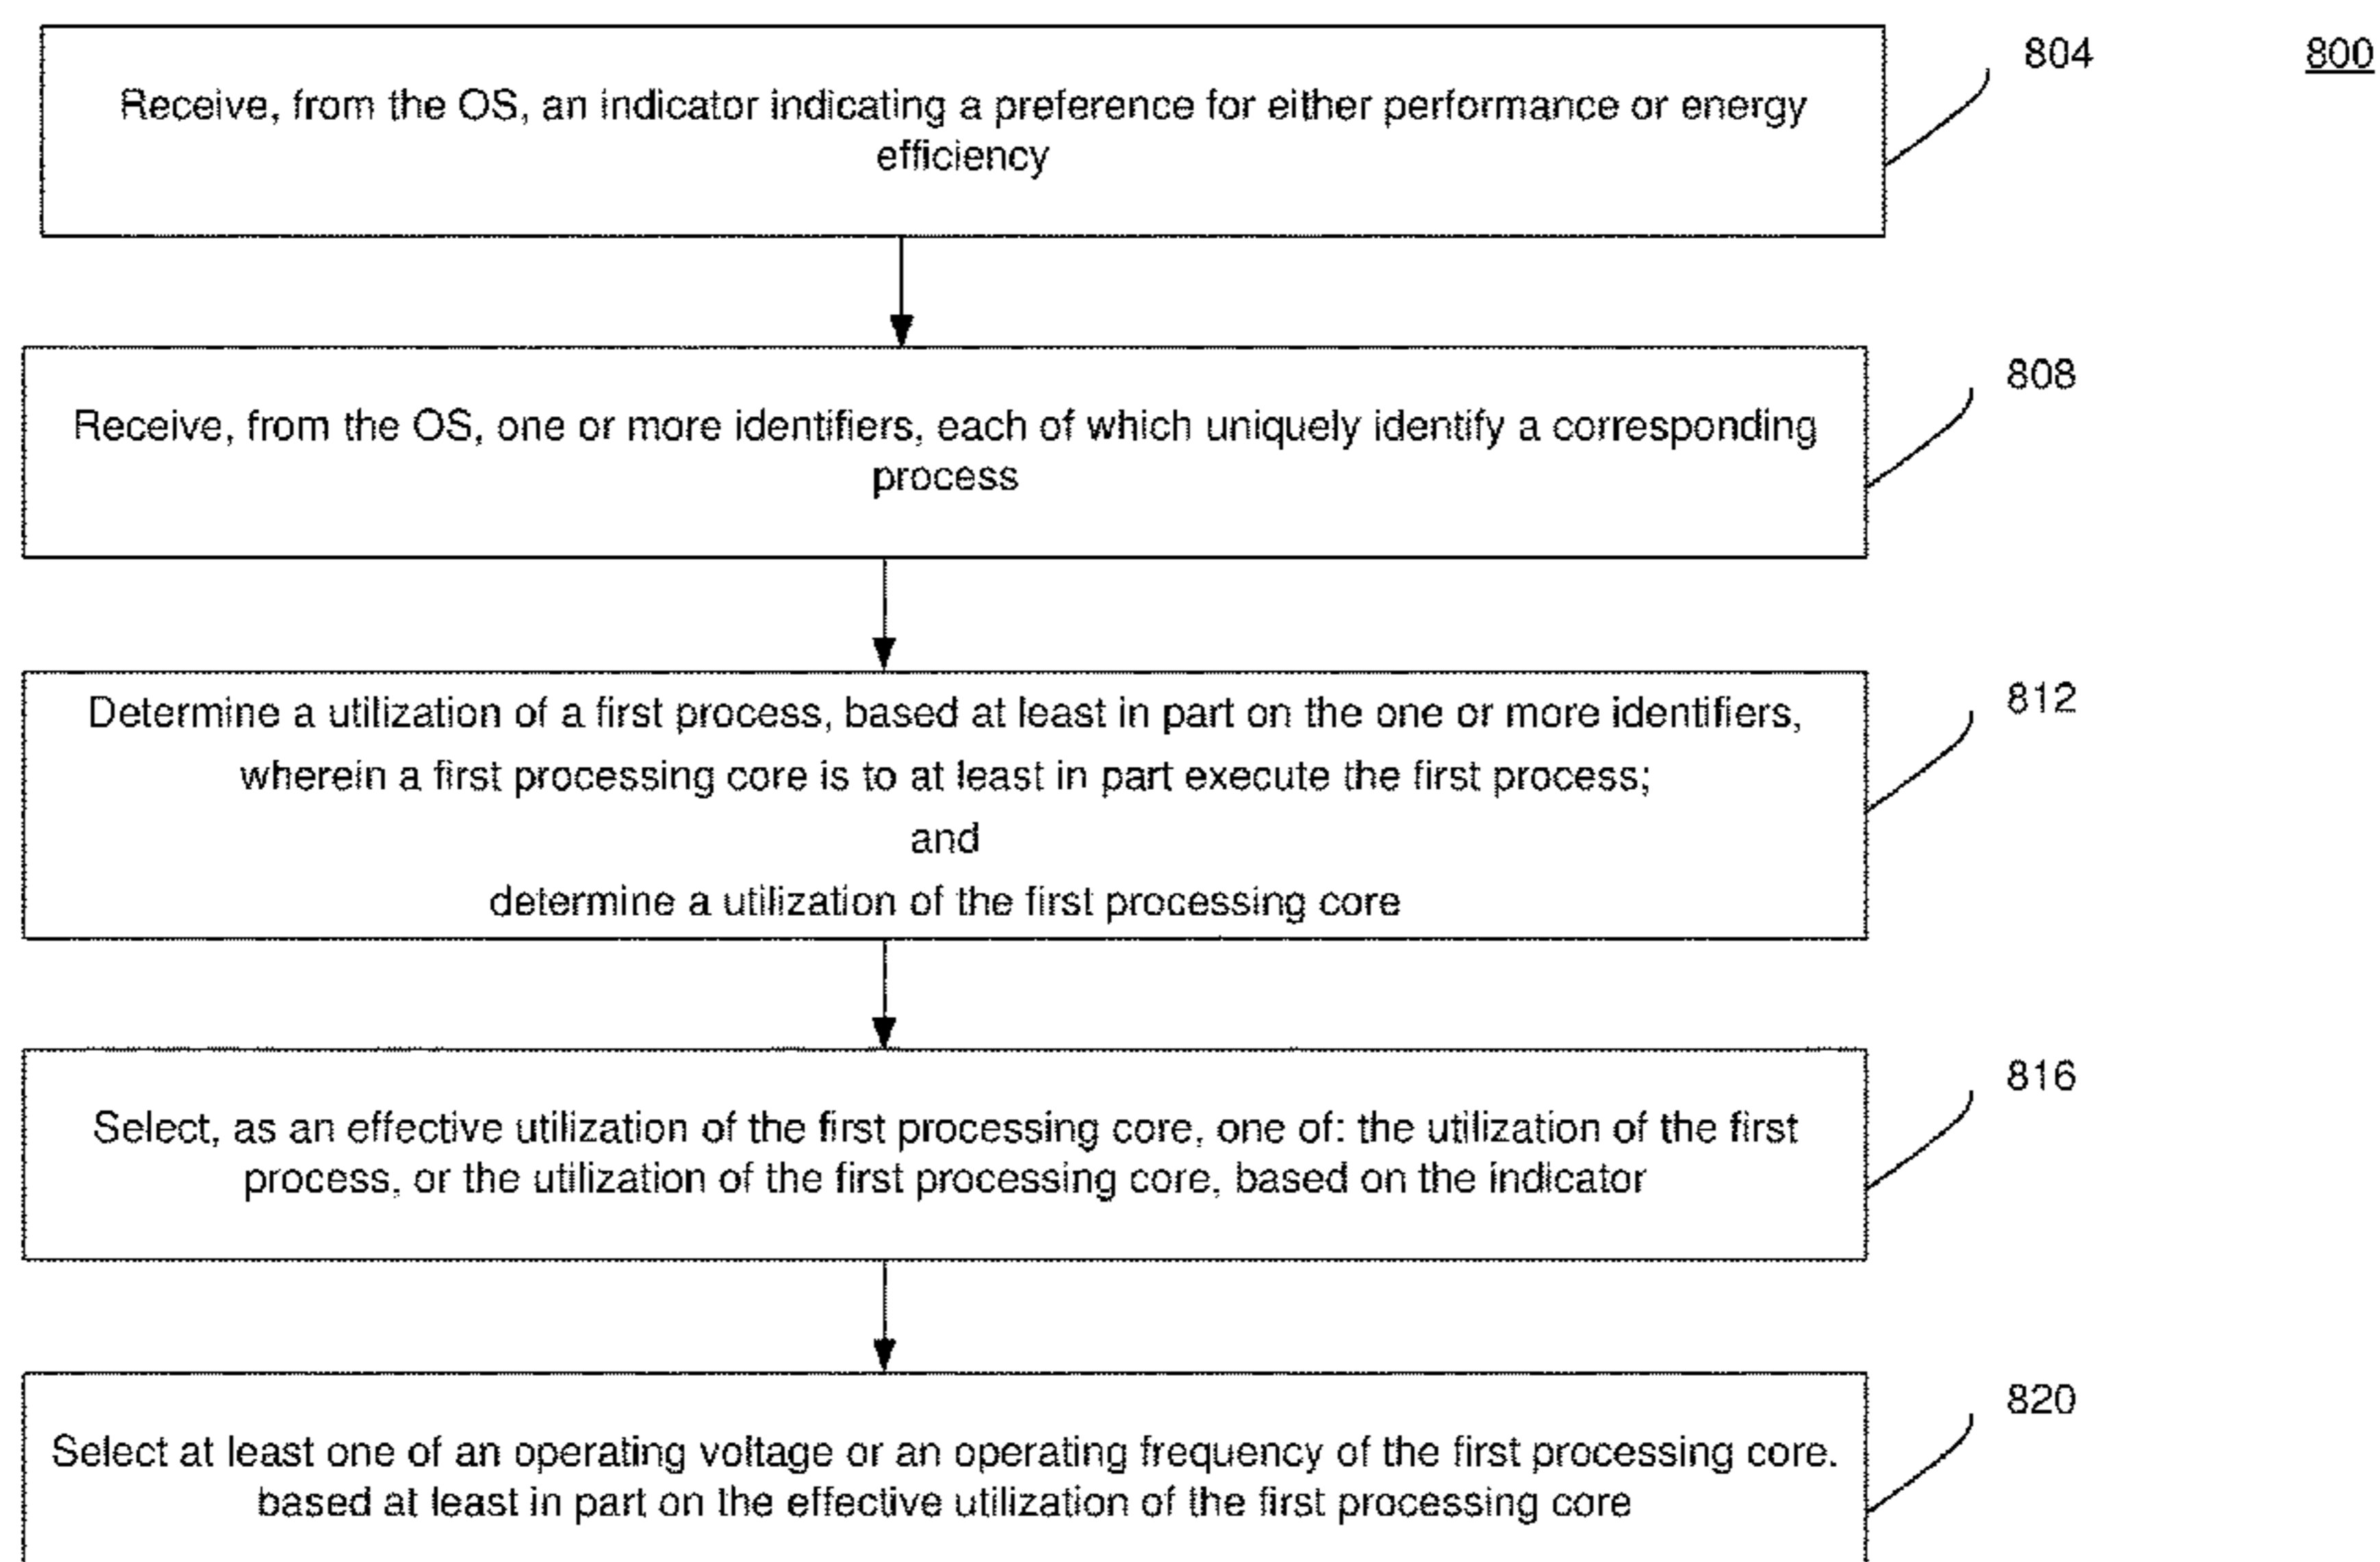 800
804
Receive, from the OS, an indicator indicating a preference for either performance or energy
efficiency
808
Receive, from the OS, one or more identifiers, each of which uniquely identify a corresponding
process
812
Determine a utilization of a first process, based at least in part on the one or more identifiers,
wherein a first processing core is to at least in part execute the first process;
and
determine a utilization of the first processing core
816
Select, as an effective utilization of the first processing core, one of: the utilization of the first
process, or the utilization of the first processing core, based on the indicator
820
Select at least one of an operating voltage or an operating frequency of the first processing core.
based at least in part on the effective utilization of the first processing core